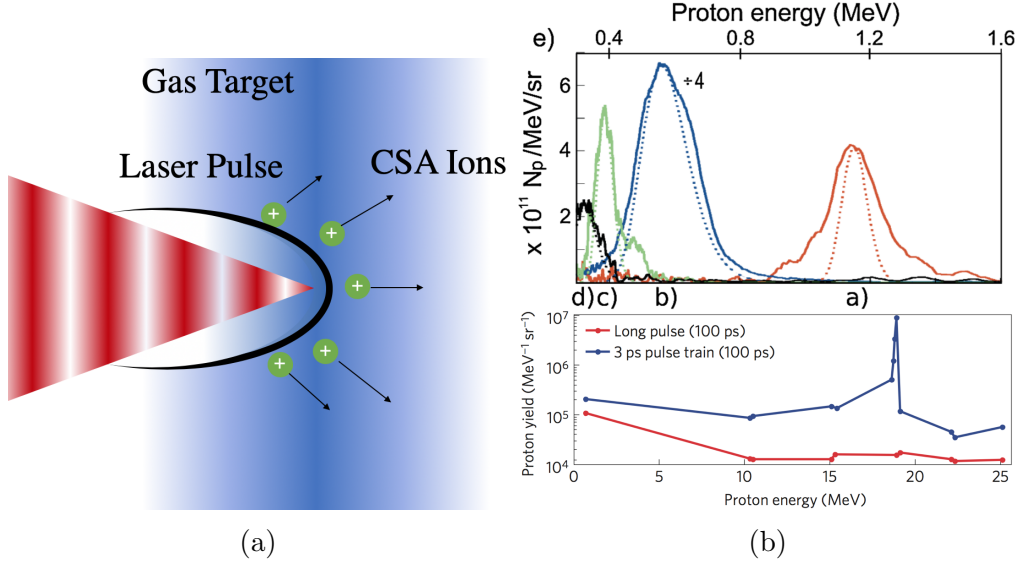 Gas Target
Laser Pulse
CSA Ions
+
+
+
+
+
(a)
Proton energy (MeV)
e)
0.4 0.8 1.2 1.6
x 10¹¹ Nₚ/MeV/sr
6
4
2
÷4
d) c) b) a)
Proton yield (MeV⁻¹ sr⁻¹)
10⁷
10⁶
10⁵
10⁴
Long pulse (100 ps)
3 ps pulse train (100 ps)
0 5 10 15 20 25
Proton energy (MeV)
(b)